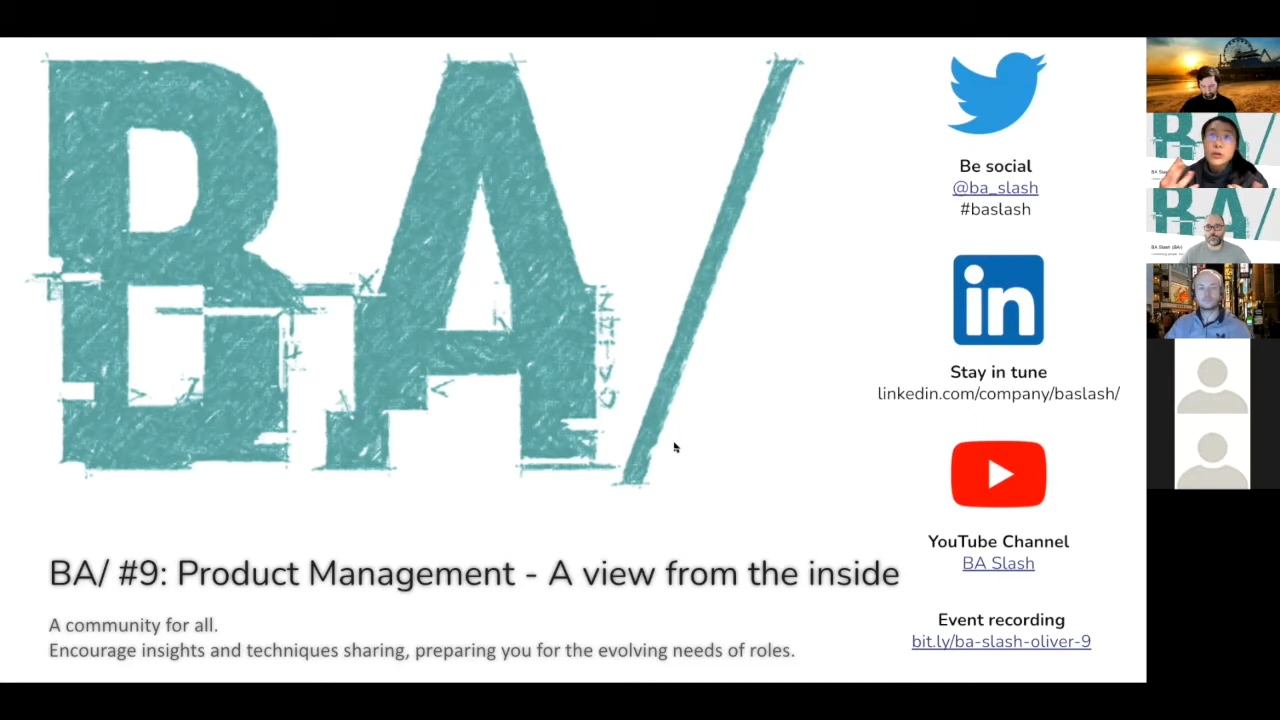 BA/
BA/ #9: Product Management - A view from the inside
A community for all.
Encourage insights and techniques sharing, preparing you for the evolving needs of roles.
Be social
@ba_slash
#baslash
in
Stay in tune
linkedin.com/company/baslash/
YouTube Channel
BA Slash
Event recording
bit.ly/ba-slash-oliver-9